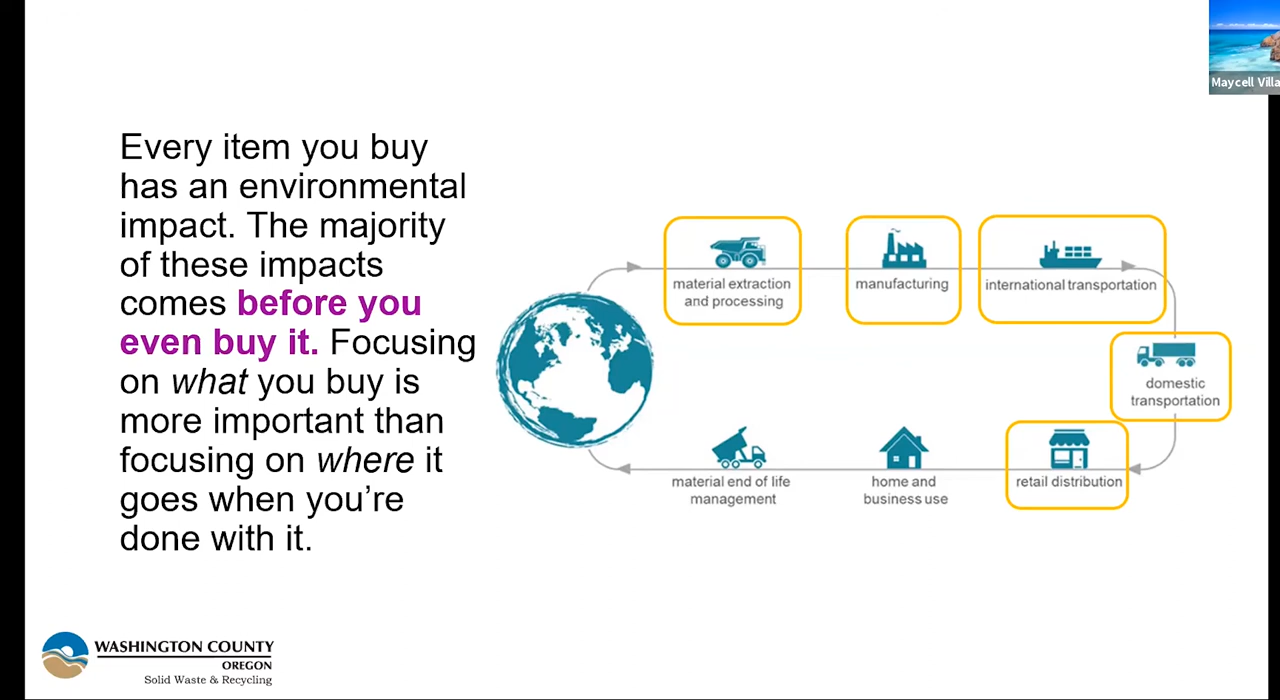 Maycell Villa
Every item you buy
has an environmental
impact. The majority
of these impacts
comes before you
even buy it. Focusing
on what you buy is
more important than
focusing on where it
goes when you’re
done with it.
material extraction
and processing
manufacturing
international transportation
domestic
transportation
retail distribution
home and
business use
material end of life
management
WASHINGTON COUNTY
OREGON
Solid Waste & Recycling